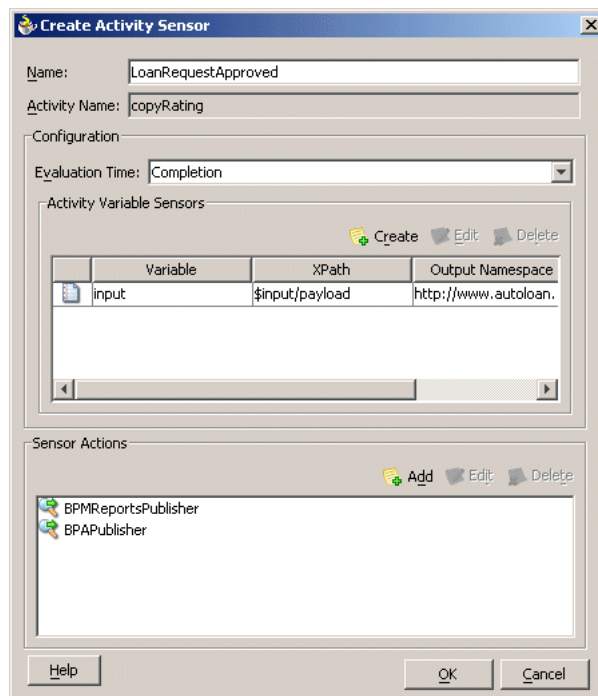 Create Activity Sensor
Name: LoanRequestApproved
Activity Name: copyRating
Configuration
Evaluation Time: Completion
Activity Variable Sensors
Create Edit Delete
Variable XPath Output Namespace
input $input/payload http://www.autoloan.
Sensor Actions
Add Edit Delete
BPMReportsPublisher
BPAPublisher
Help OK Cancel